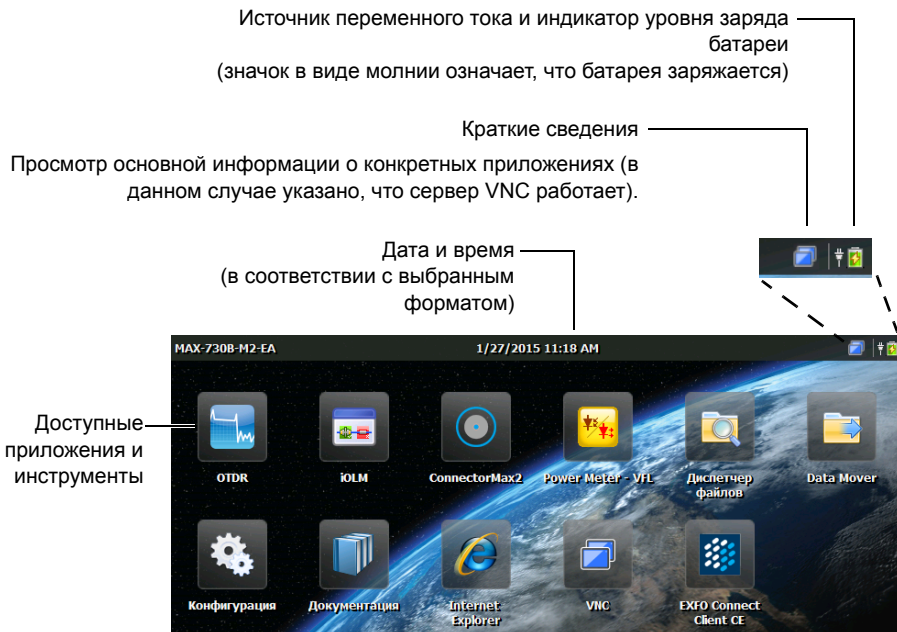 Источник переменного тока и индикатор уровня заряда
батареи
(значок в виде молнии означает, что батарея заряжается)
Краткие сведения
Просмотр основной информации о конкретных приложениях (в
данном случае указано, что сервер VNC работает).
Дата и время
(в соответствии с выбранным
форматом)
MAX-730B-M2-EA
1/27/2015 11:18 AM
Доступные
приложения и
инструменты
OTDR
iOLM
ConnectorMax2
Power Meter - VFL
Диспетчер
файлов
Data Mover
Конфигурация
Документация
Internet
Explorer
VNC
EXFO Connect
Client CE